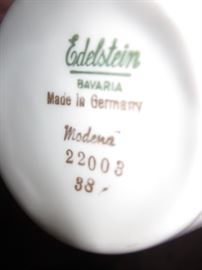 Edelstein
BAVARIA
Made in Germany
Modena
22003
38